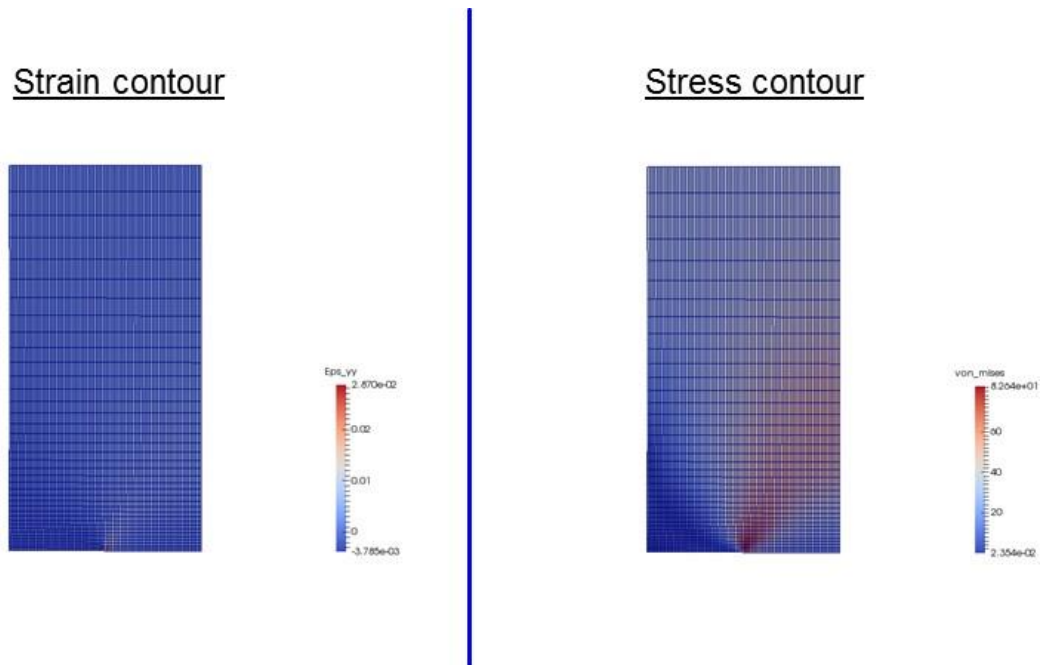 Strain contour
Stress contour
Eps_yy
2.870e-02
0.02
0.01
0
-3.785e-03
von_mises
8.264e+01
60
40
20
2.354e-02